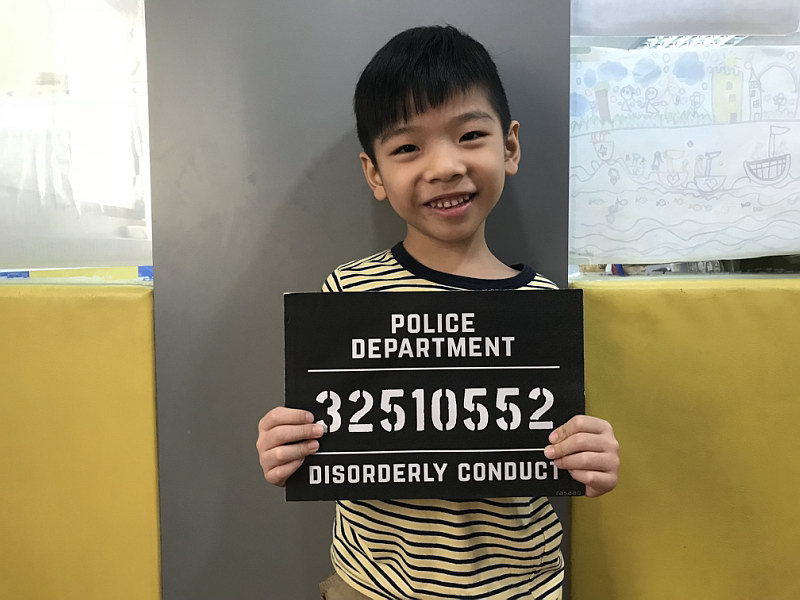 POLICE
DEPARTMENT
32510552
DISORDERLY CONDUCT